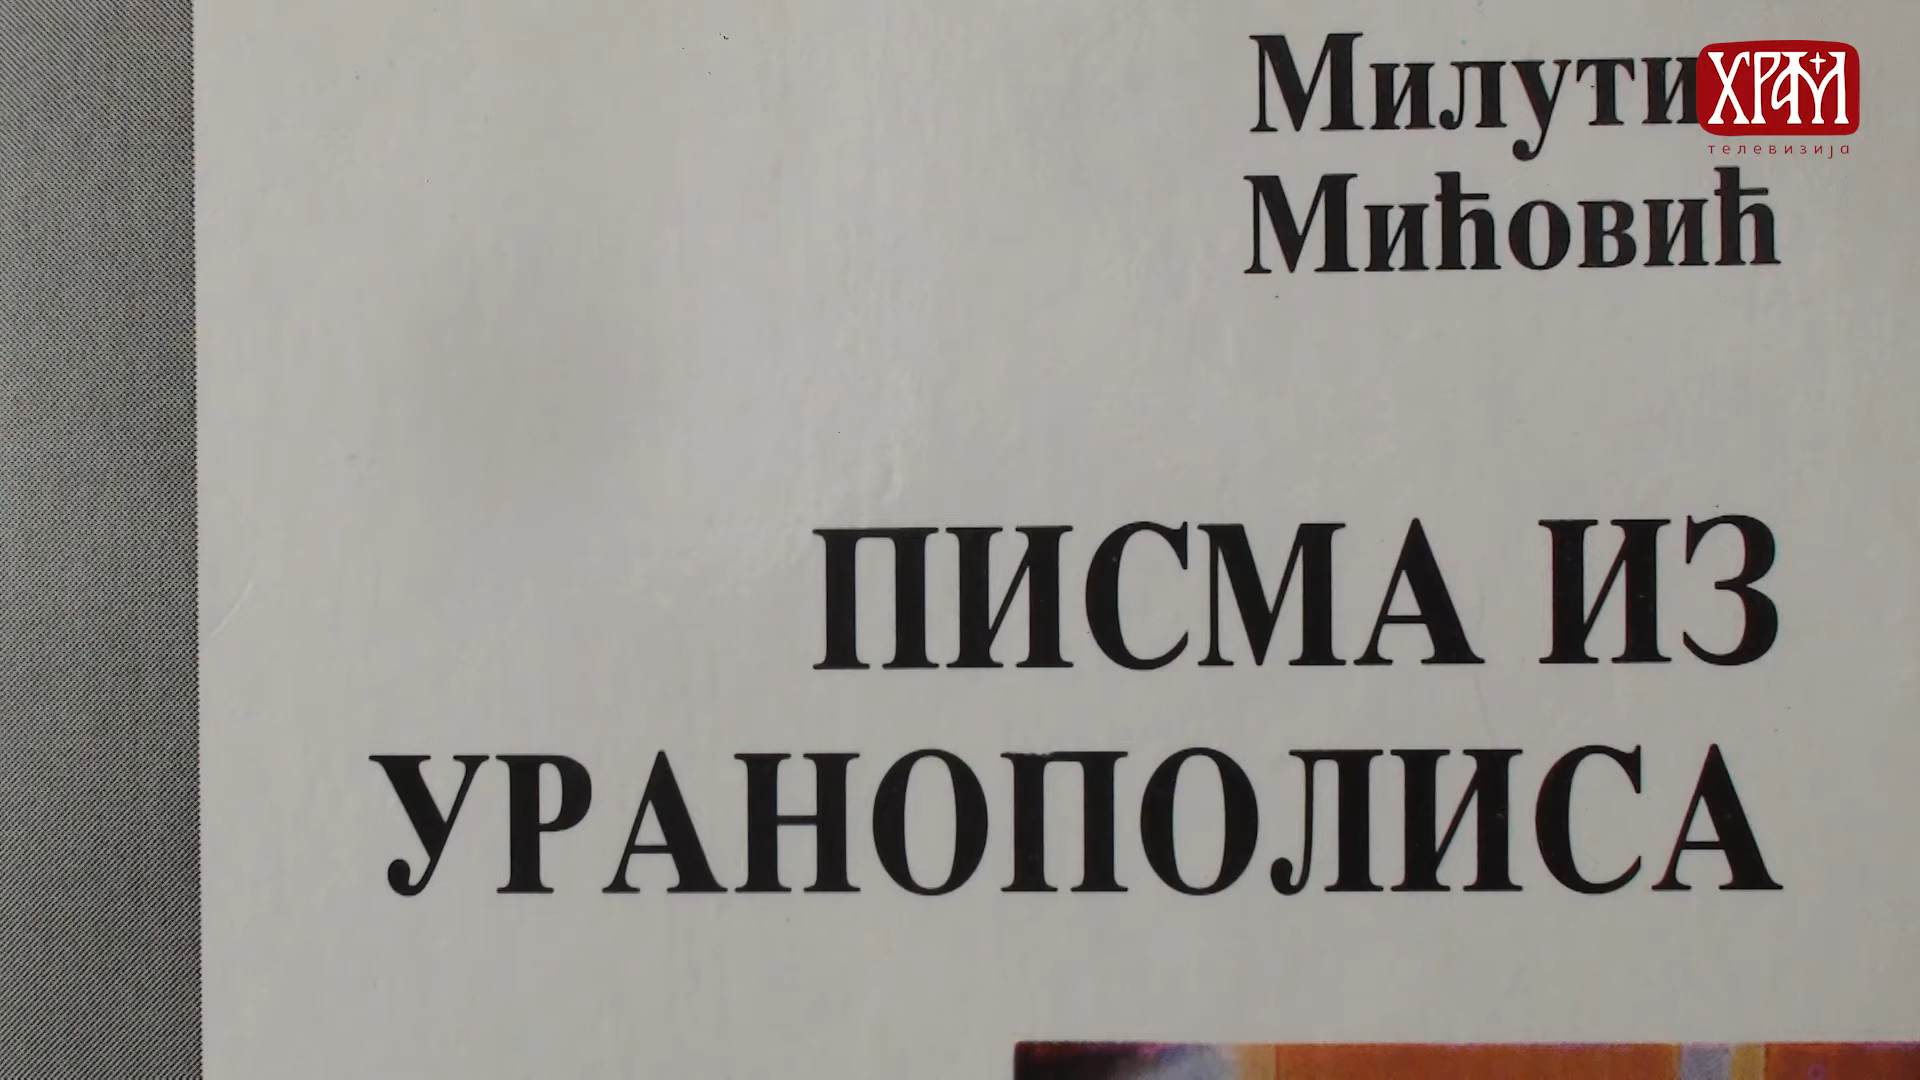 Милути
ХРАМ
телевизија
Мићовић
ПИСМА ИЗ
УРАНОПОЛИСА